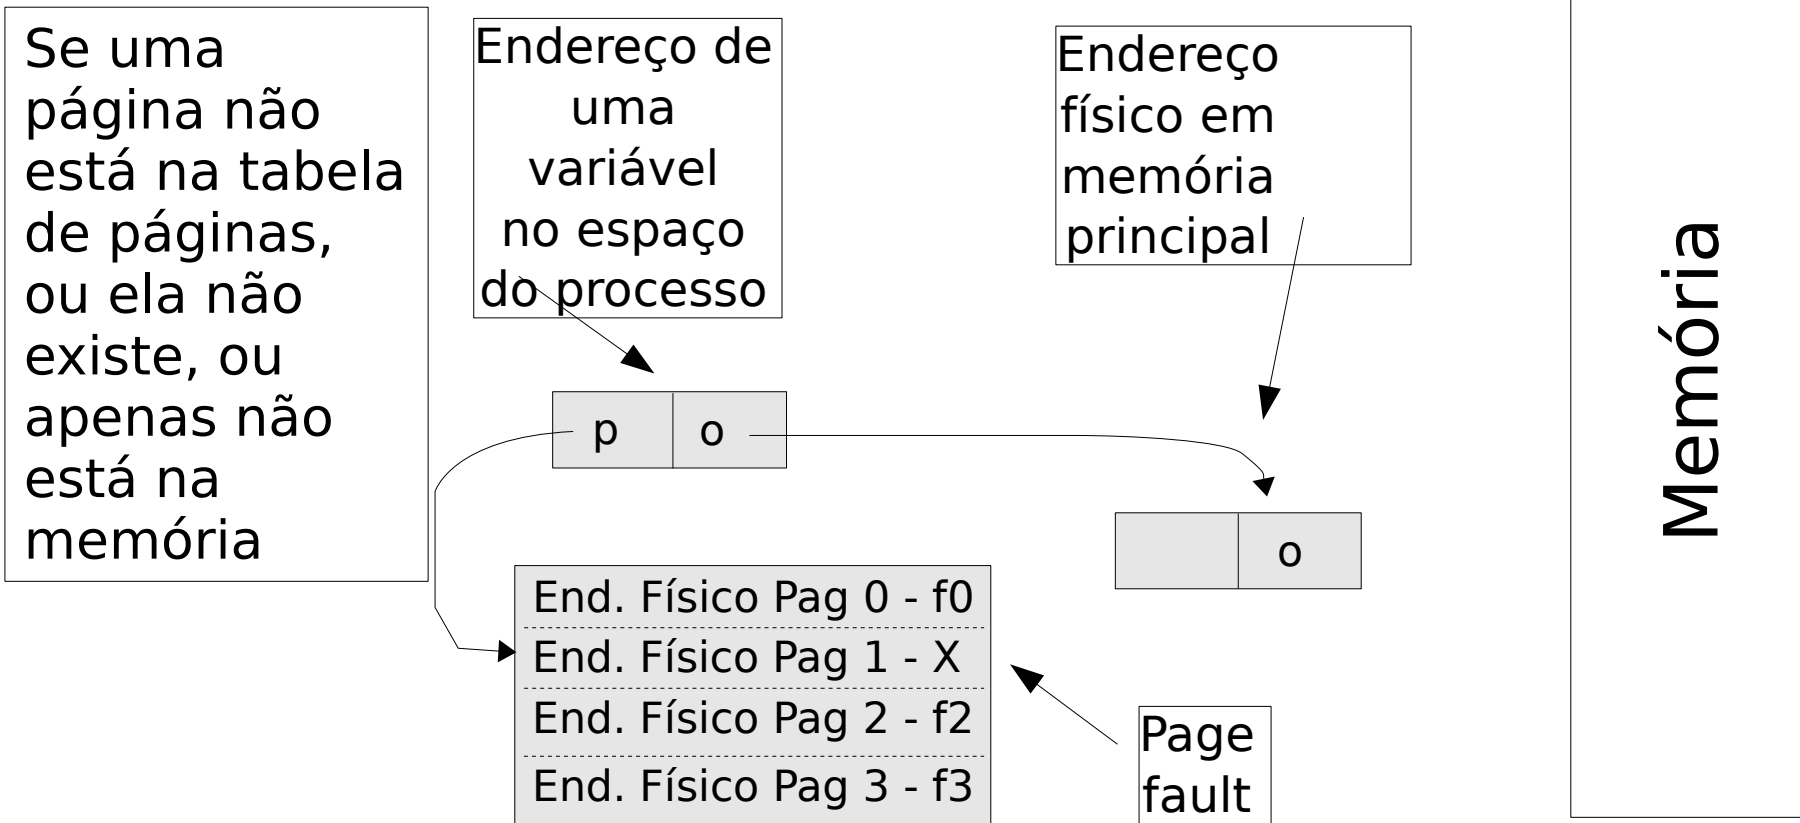 Se uma
página não
está na tabela
de páginas,
ou ela não
existe, ou
apenas não
está na
memória
Endereço de
uma
variável
no espaço
do processo
Endereço
físico em
memória
principal
Memória
p
o
o
End. Físico Pag 0 - f0
End. Físico Pag 1 - X
End. Físico Pag 2 - f2
End. Físico Pag 3 - f3
Page
fault